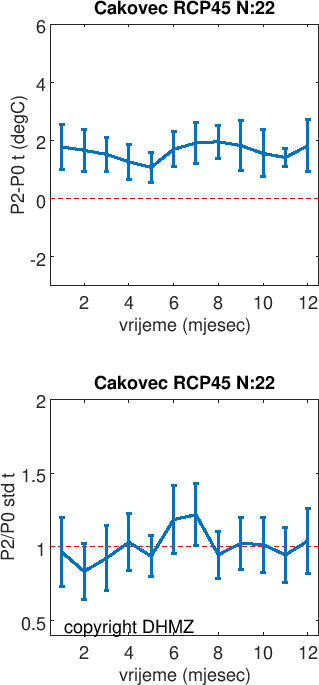 Cakovec RCP45 N:22
6
4
2
0
-2
P2-P0 t (degC)
2 4 6 8 10 12
vrijeme (mjesec)
Cakovec RCP45 N:22
2
1.5
1
0.5
P2/P0 std t
copyright DHMZ
2 4 6 8 10 12
vrijeme (mjesec)